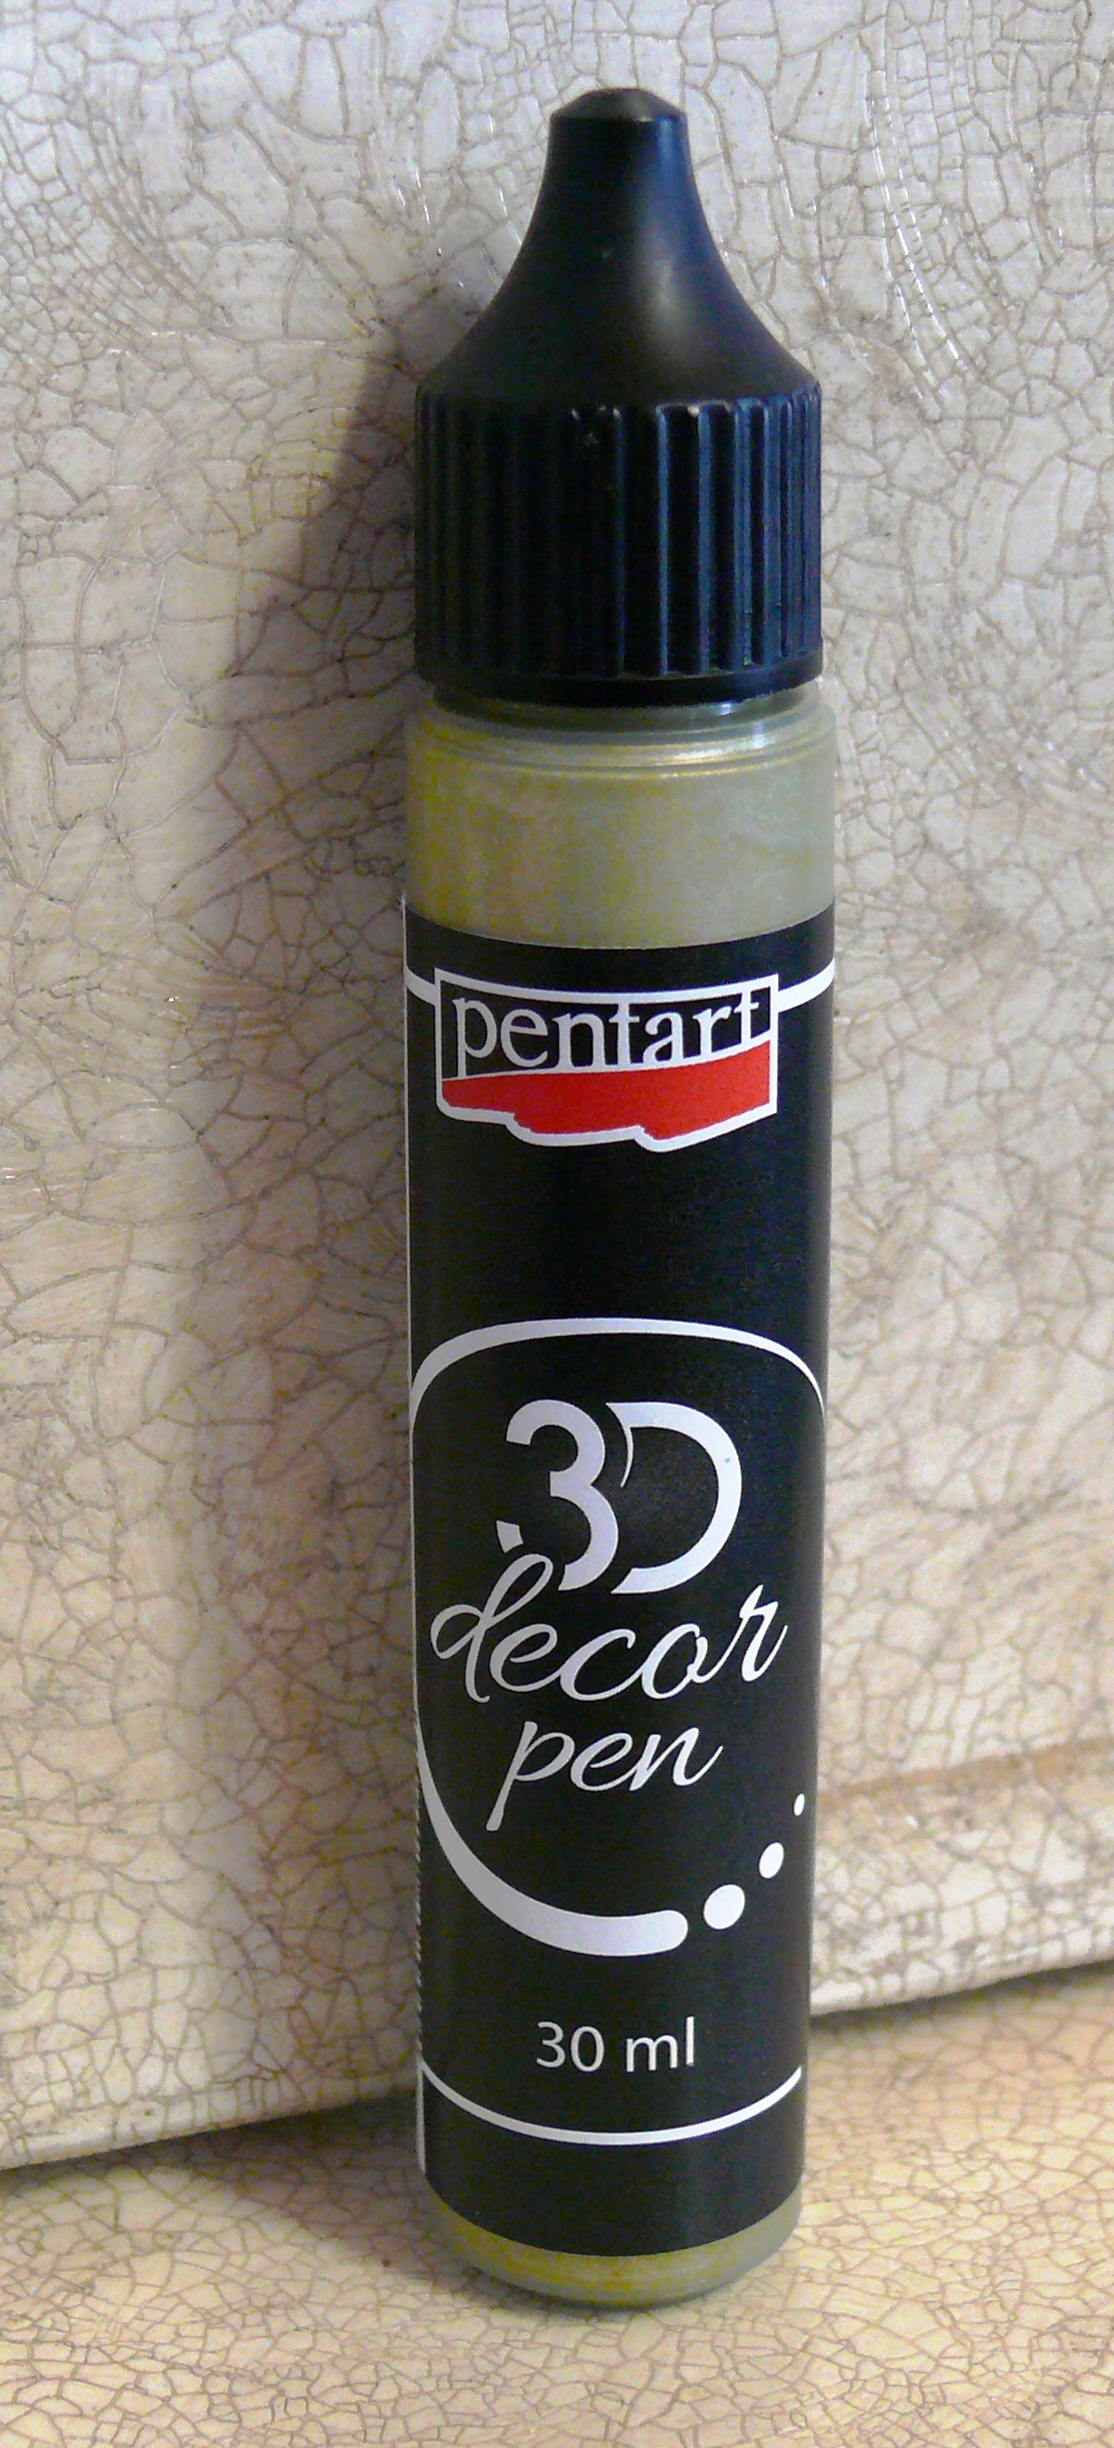 pentart
3D
decor
pen
30 ml